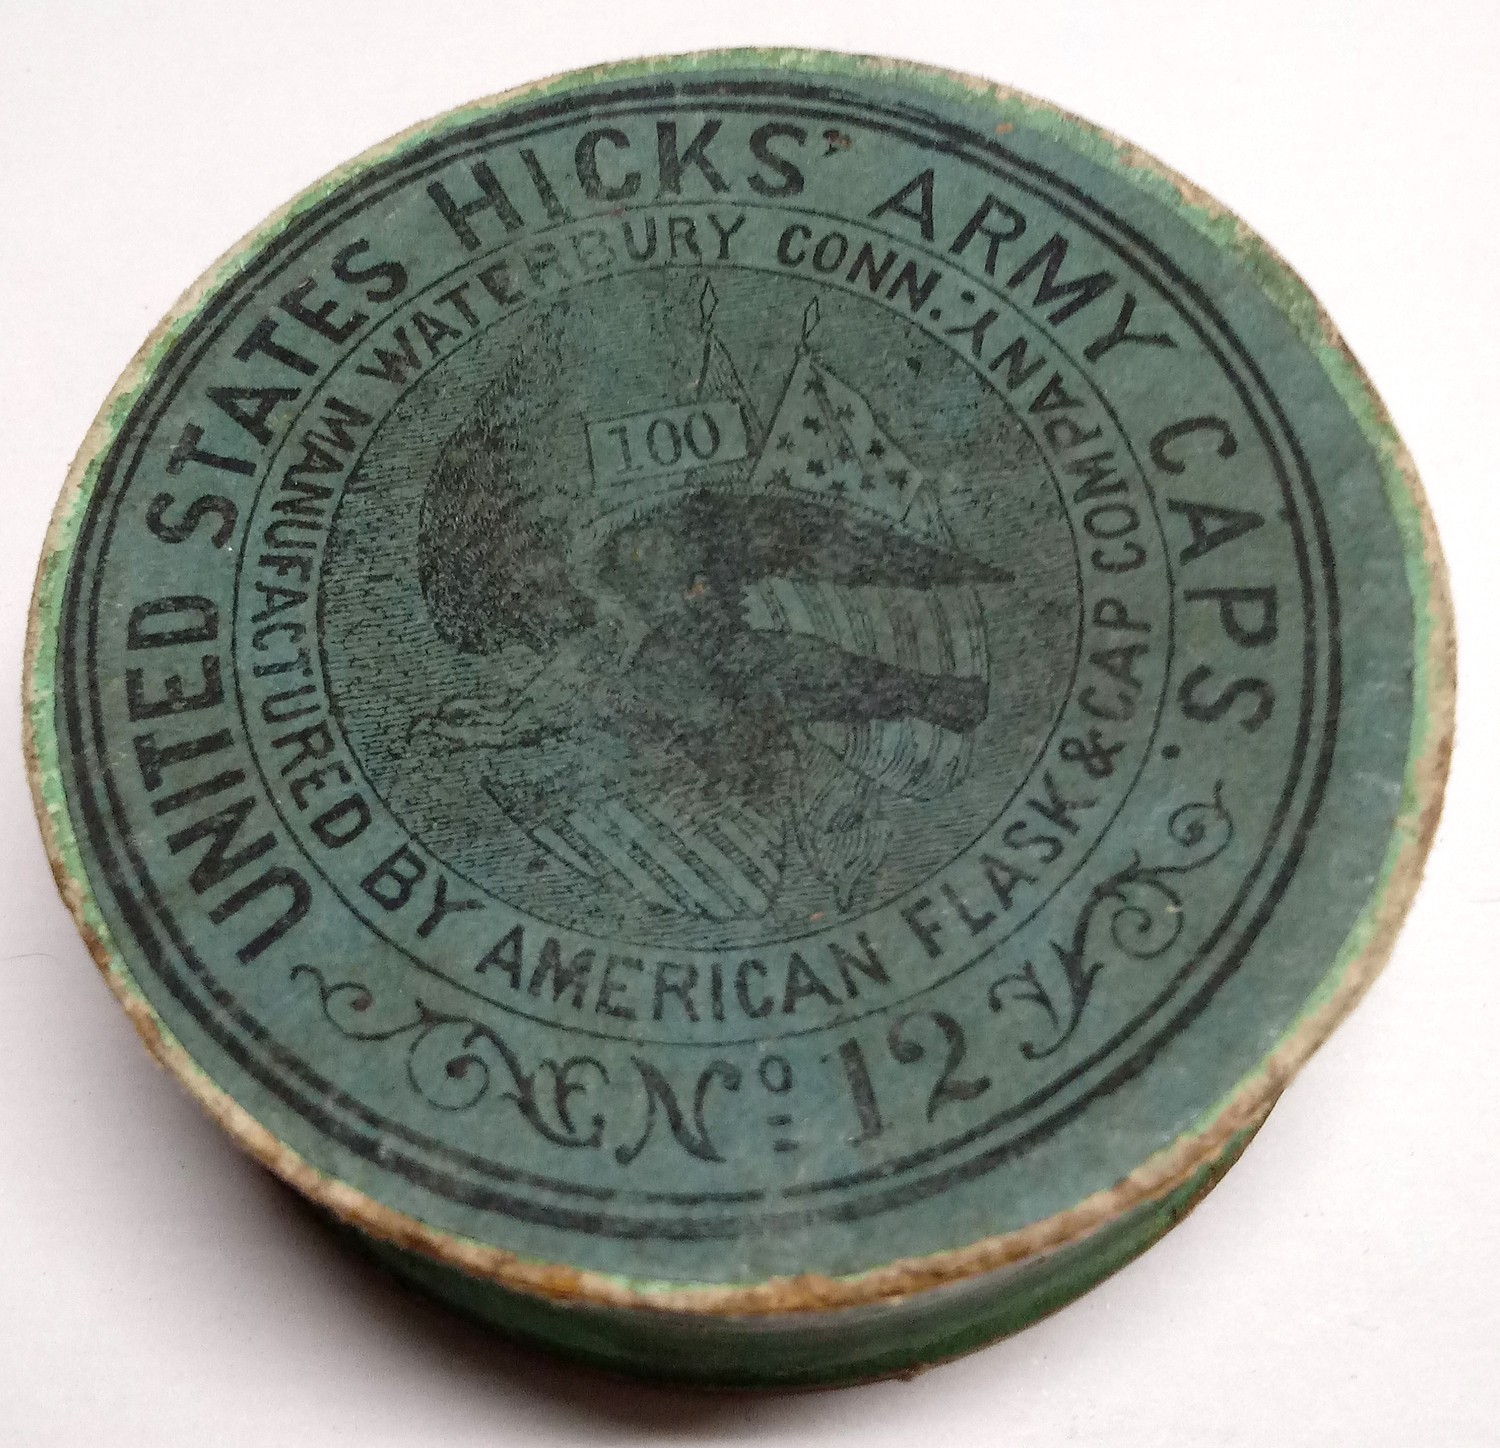 UNITED STATES HICKS' ARMY CAPS.
MANUFACTURED BY AMERICAN FLASK & CAP COMPANY.
WATERBURY CONN.
100
No 12